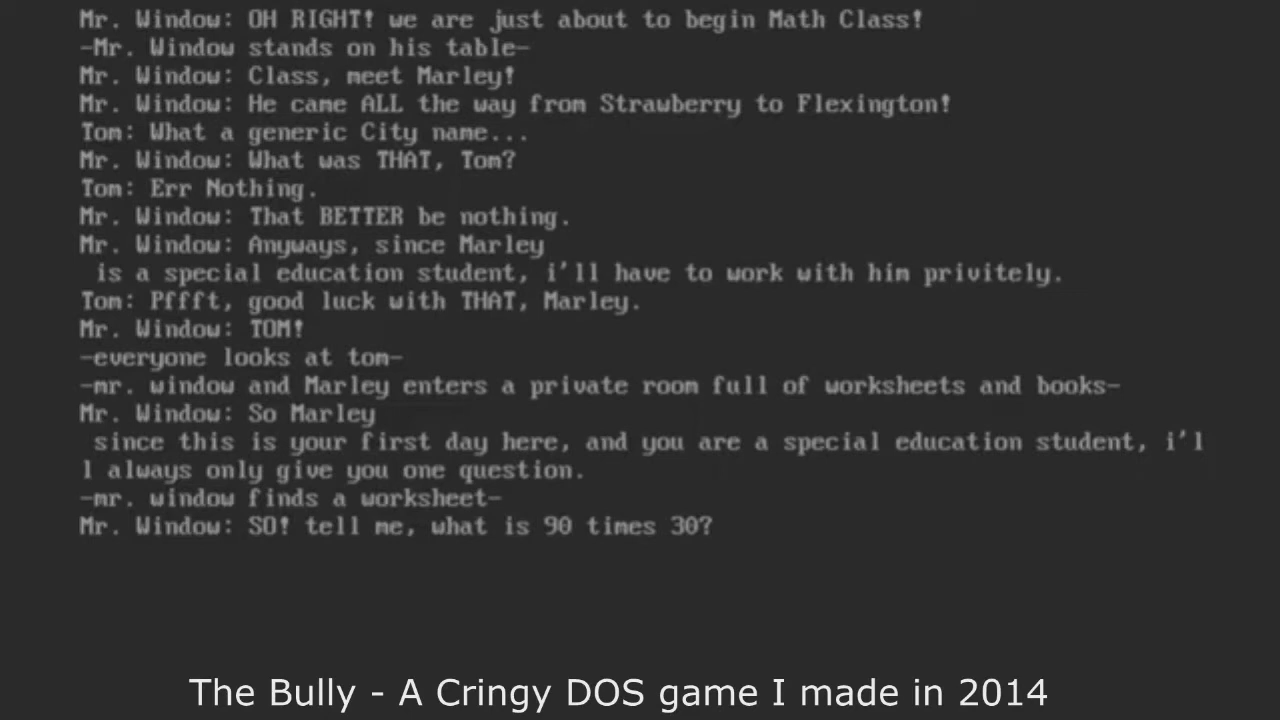 Mr. Window: OH RIGHT! we are just about to begin Math Class!
-Mr. Window stands on his table-
Mr. Window: Class, meet Marley!
Mr. Window: He came ALL the way from Strawberry to Flexington!
Tom: What a generic City name...
Mr. Window: What was THAT, Tom?
Tom: Err Nothing.
Mr. Window: That BETTER be nothing.
Mr. Window: Anyways, since Marley
is a special education student, i'll have to work with him privitely.
Tom: Pffft, good luck with THAT, Marley.
Mr. Window: TOM!
-everyone looks at tom-
-mr. window and Marley enters a private room full of worksheets and books-
Mr. Window: So Marley
since this is your first day here, and you are a special education student, i'l
l always only give you one question.
-mr. window finds a worksheet-
Mr. Window: SO! tell me, what is 90 times 30?
The Bully - A Cringy DOS game I made in 2014